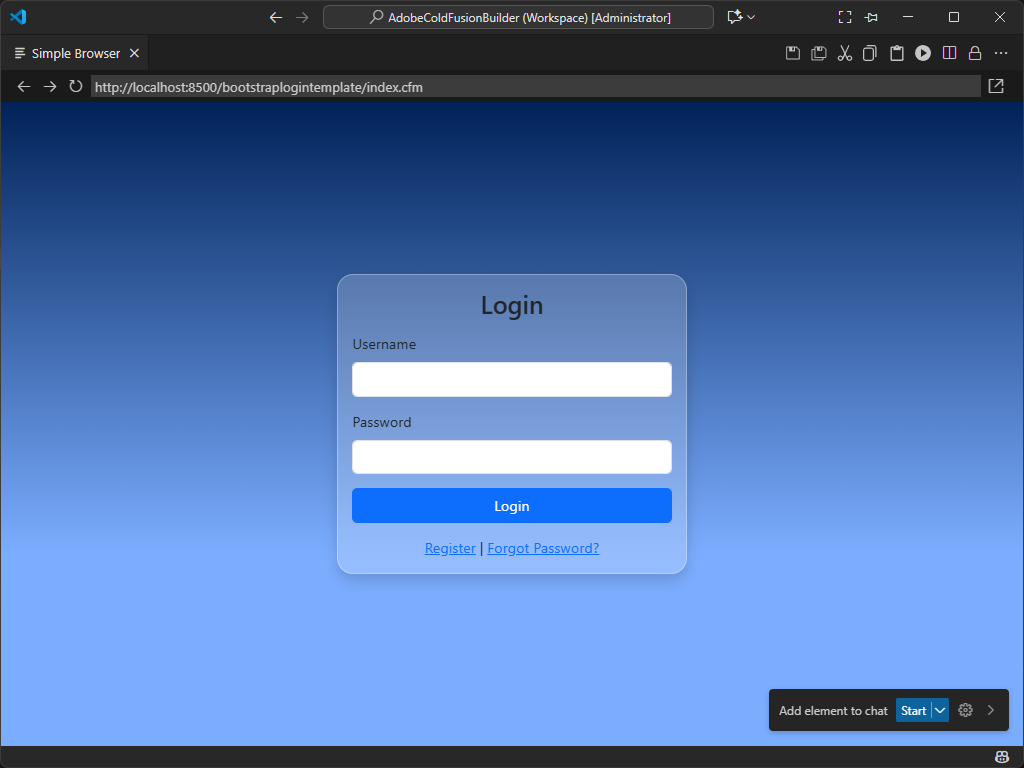 AdobeColdFusionBuilder (Workspace) [Administrator]
Simple Browser
http://localhost:8500/bootstraplogintemplate/index.cfm
Login
Username
Password
Login
Register | Forgot Password?
Add element to chat Start